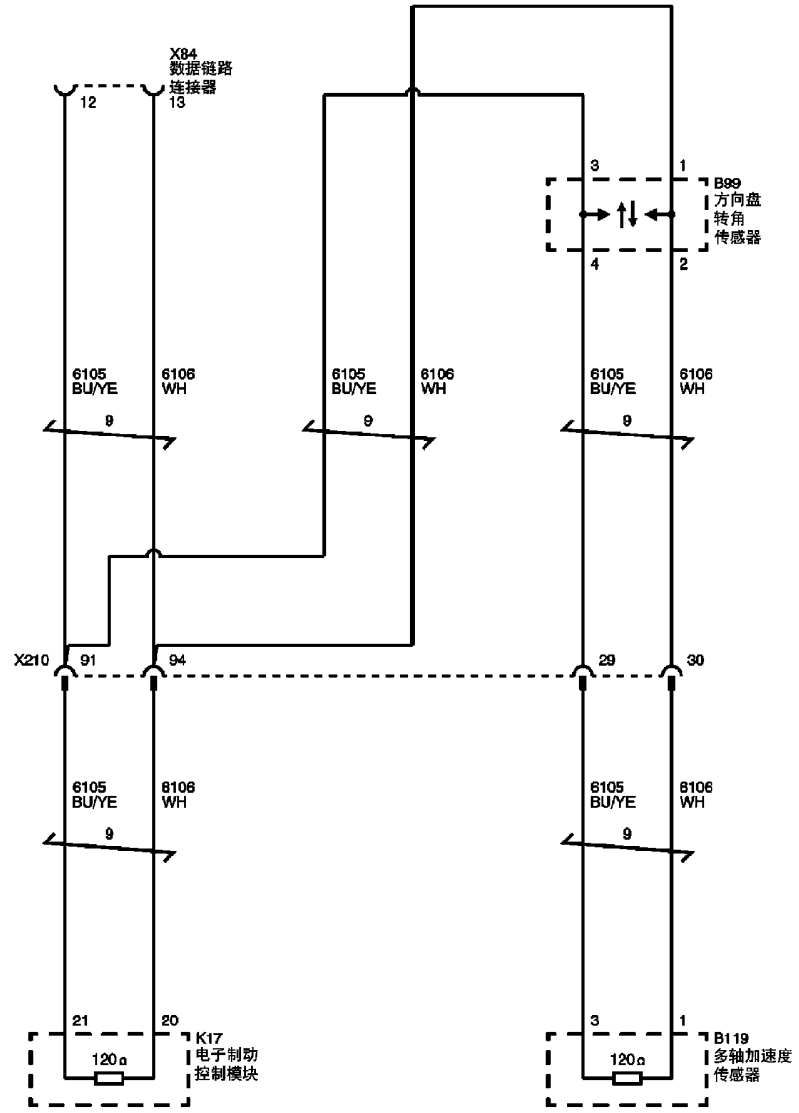 X84
数据链路
连接器
12
13
3
1
B99
方向盘
转角
传感器
4
2
6105
BU/YE
6106
WH
6105
BU/YE
6106
WH
6105
BU/YE
6106
WH
9
9
9
X210
91
94
29
30
6105
BU/YE
6106
WH
6105
BU/YE
6106
WH
9
9
21
20
K17
电子制动
控制模块
120Ω
3
1
B119
多轴加速度
传感器
120Ω